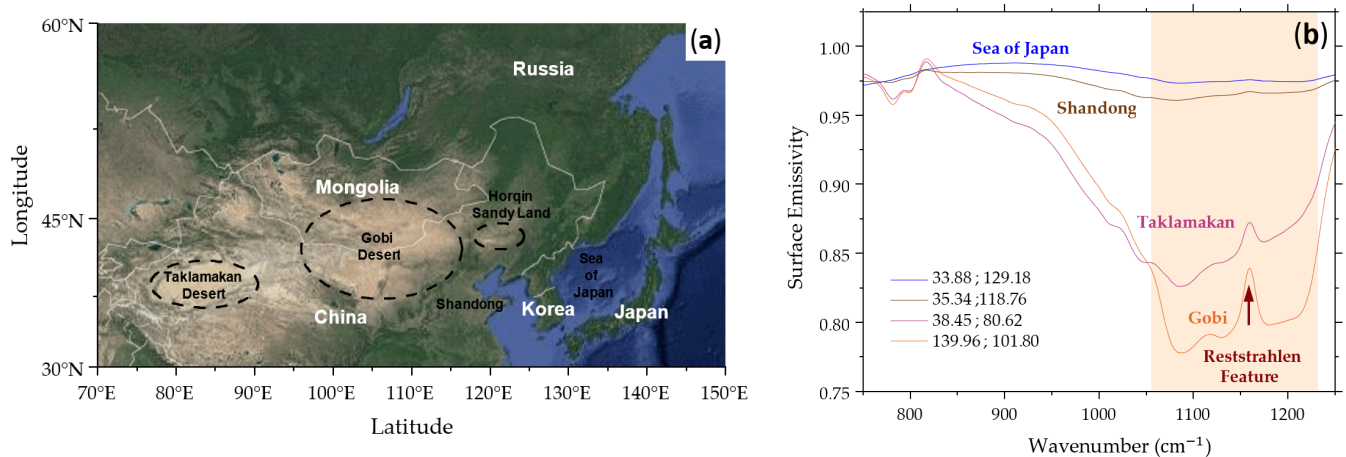 (a)
60°N
45°N
30°N
Longitude
Russia
Mongolia
Horqin
Sandy Land
Gobi
Desert
Taklamakan
Desert
Sea
of
Japan
Shandong
China
Korea
Japan
70°E
80°E
90°E
100°E
110°E
120°E
130°E
140°E
150°E
Latitude
(b)
1.00
0.95
0.90
0.85
0.80
0.75
Surface Emissivity
Sea of Japan
Shandong
Taklamakan
33.88 ; 129.18
35.34 ;118.76
38.45 ; 80.62
139.96 ; 101.80
Gobi
Reststrahlen
Feature
800
900
1000
1100
1200
Wavenumber (cm⁻¹)